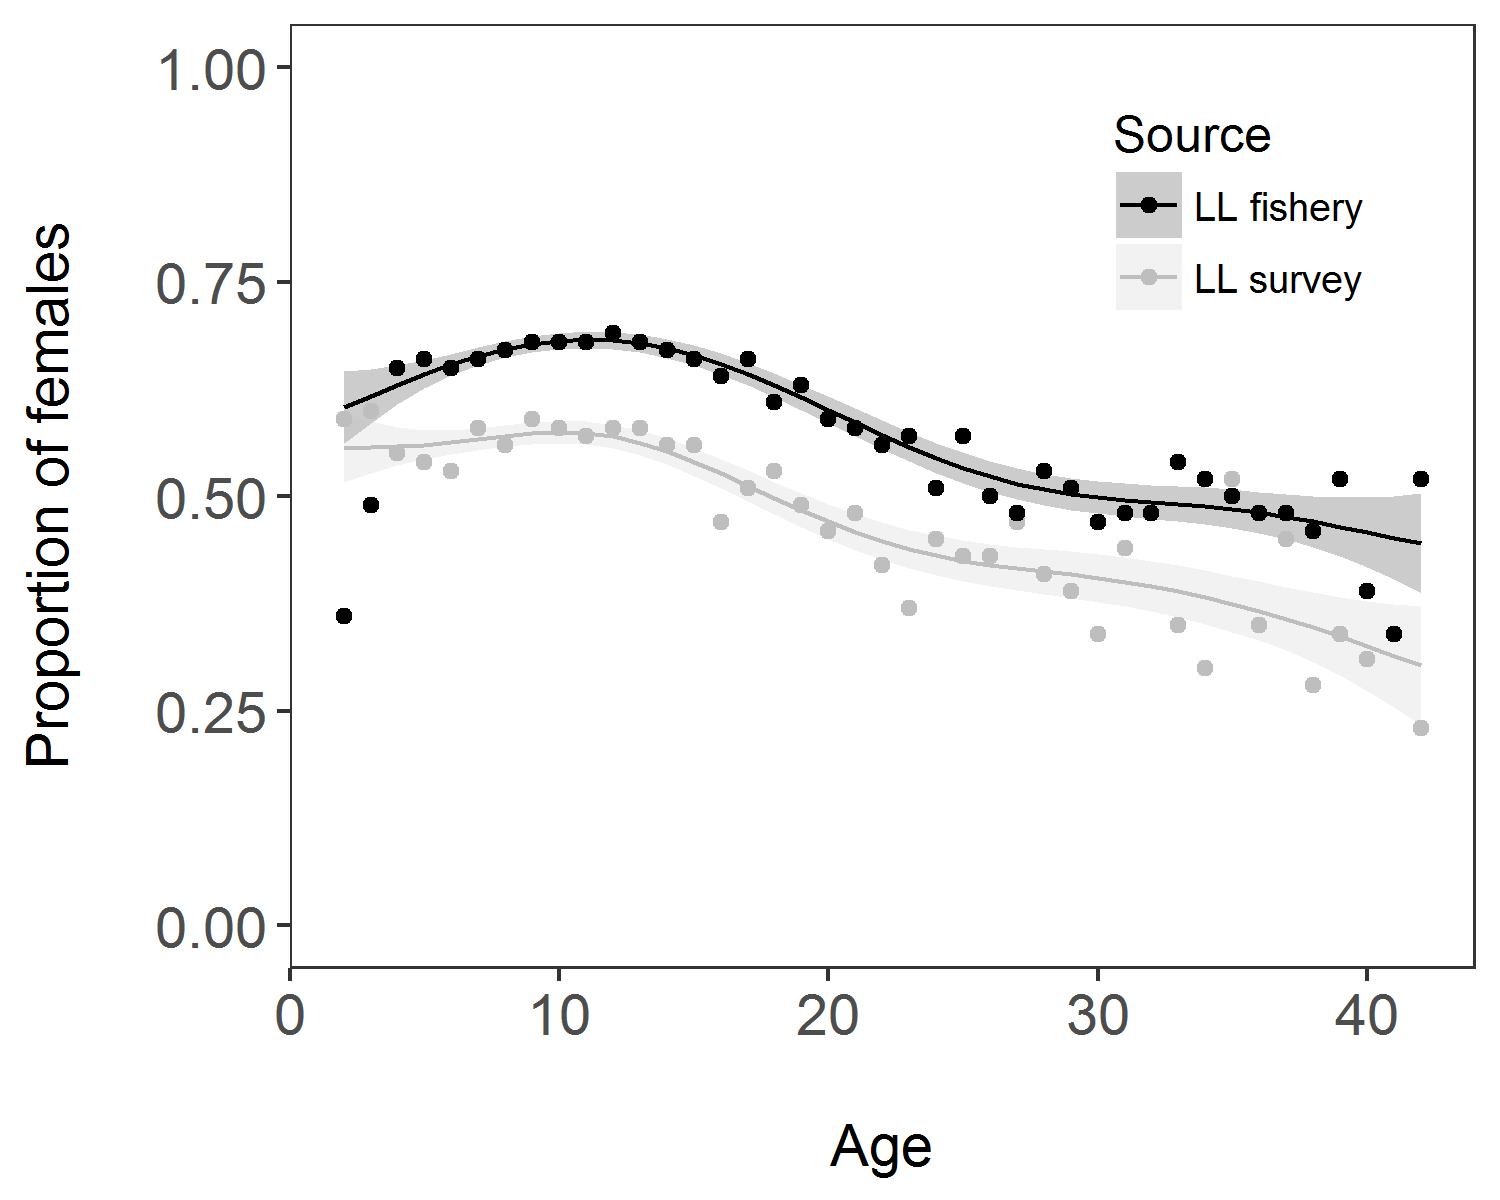 Proportion of females
1.00
0.75
0.50
0.25
0.00
Source
LL fishery
LL survey
0 10 20 30 40
Age